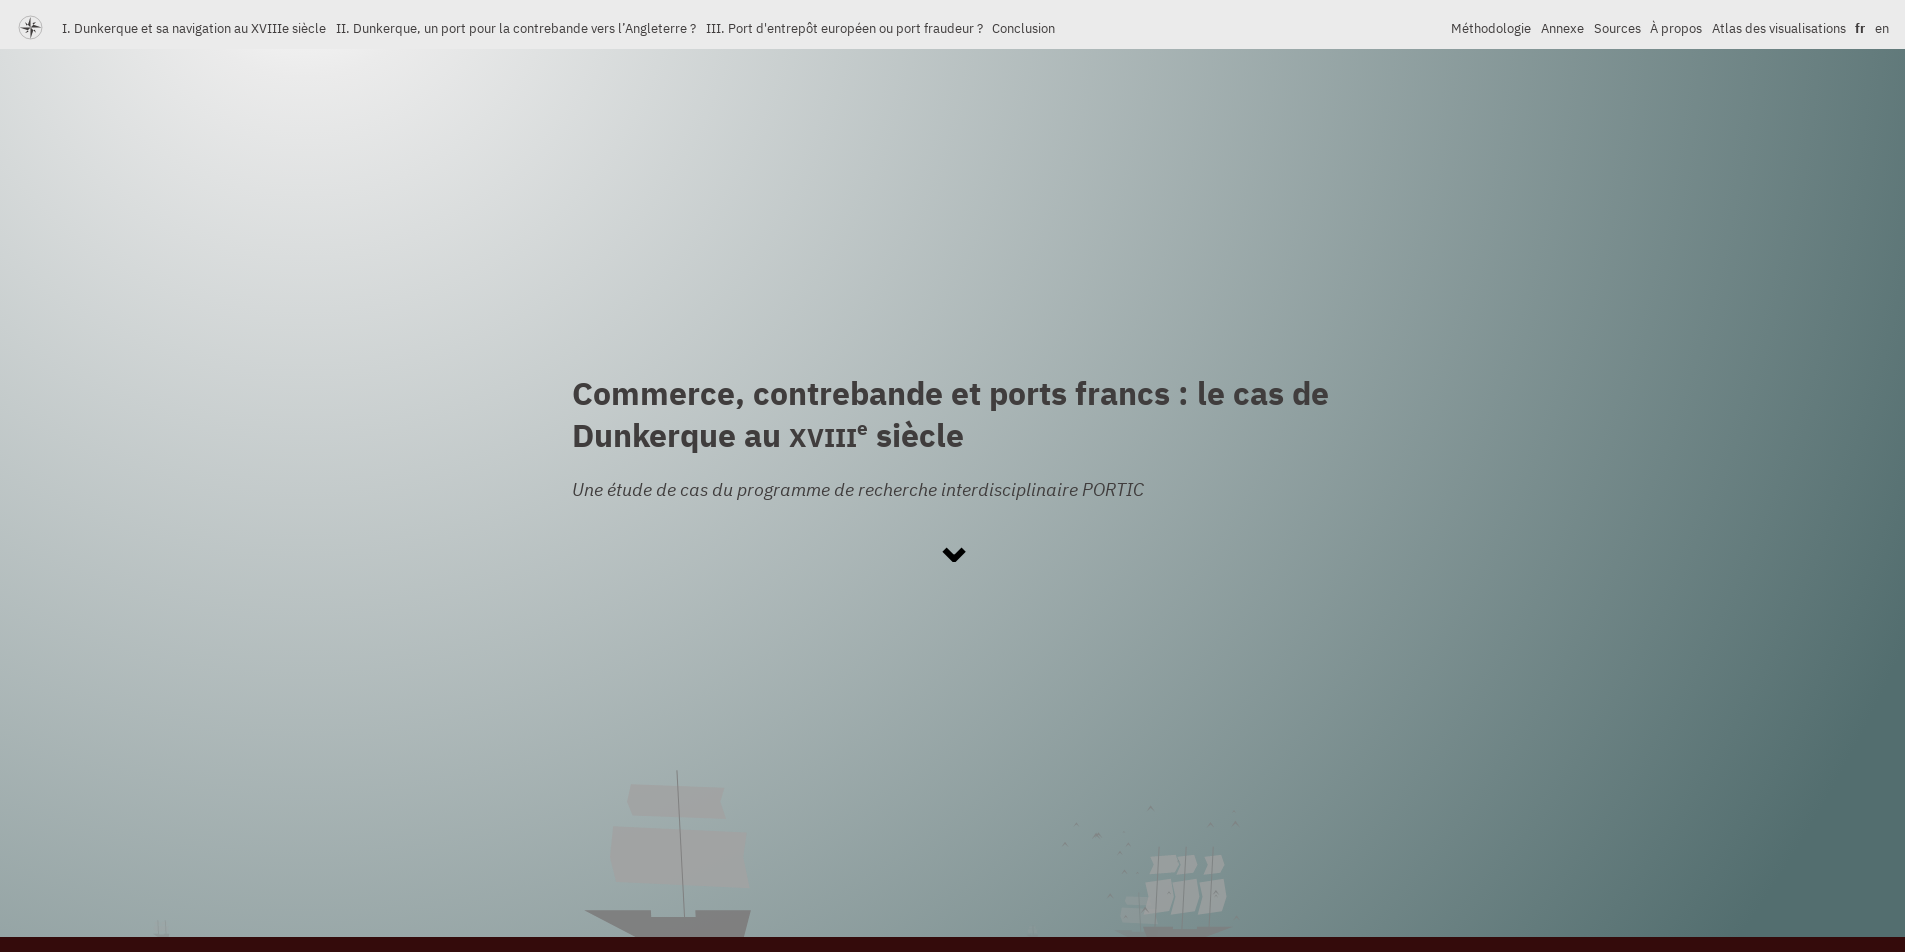 I. Dunkerque et sa navigation au XVIIIe siècle II. Dunkerque, un port pour la contrebande vers l’Angleterre ? III. Port d'entrepôt européen ou port fraudeur ? Conclusion Méthodologie Annexe Sources À propos Atlas des visualisations fr en
Commerce, contrebande et ports francs : le cas de
Dunkerque au XVIIIe siècle
Une étude de cas du programme de recherche interdisciplinaire PORTIC